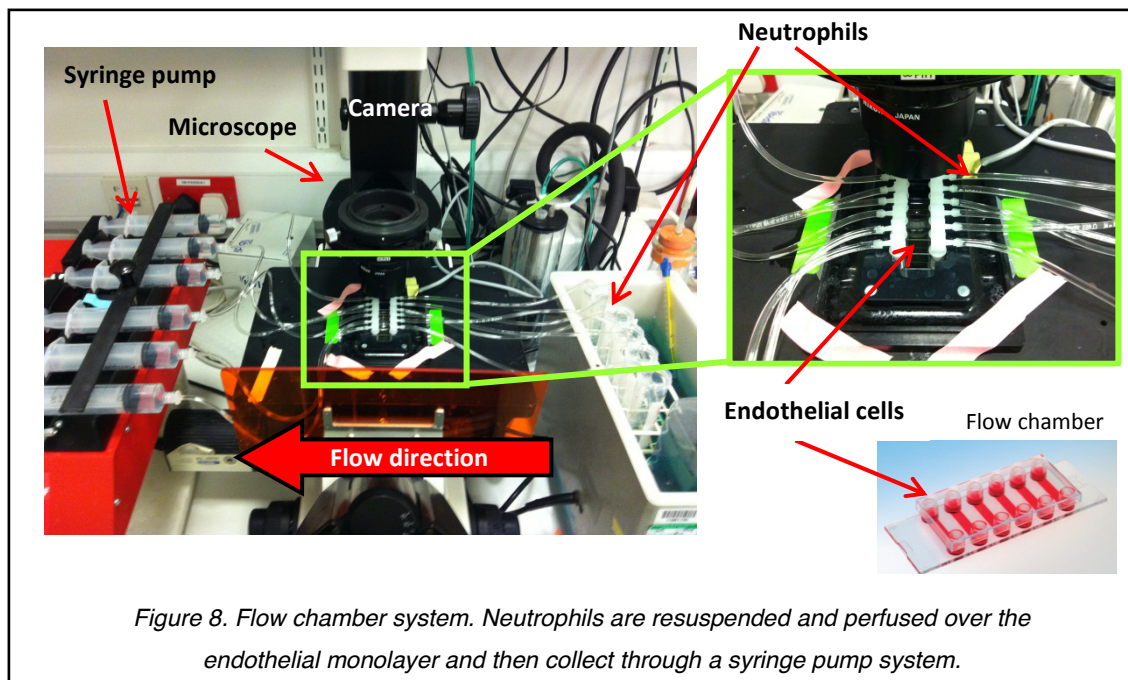 Neutrophils
Syringe pump
Camera
Microscope
JAPAN
Endothelial cells
Flow chamber
Flow direction
Figure 8. Flow chamber system. Neutrophils are resuspended and perfused over the
endothelial monolayer and then collect through a syringe pump system.